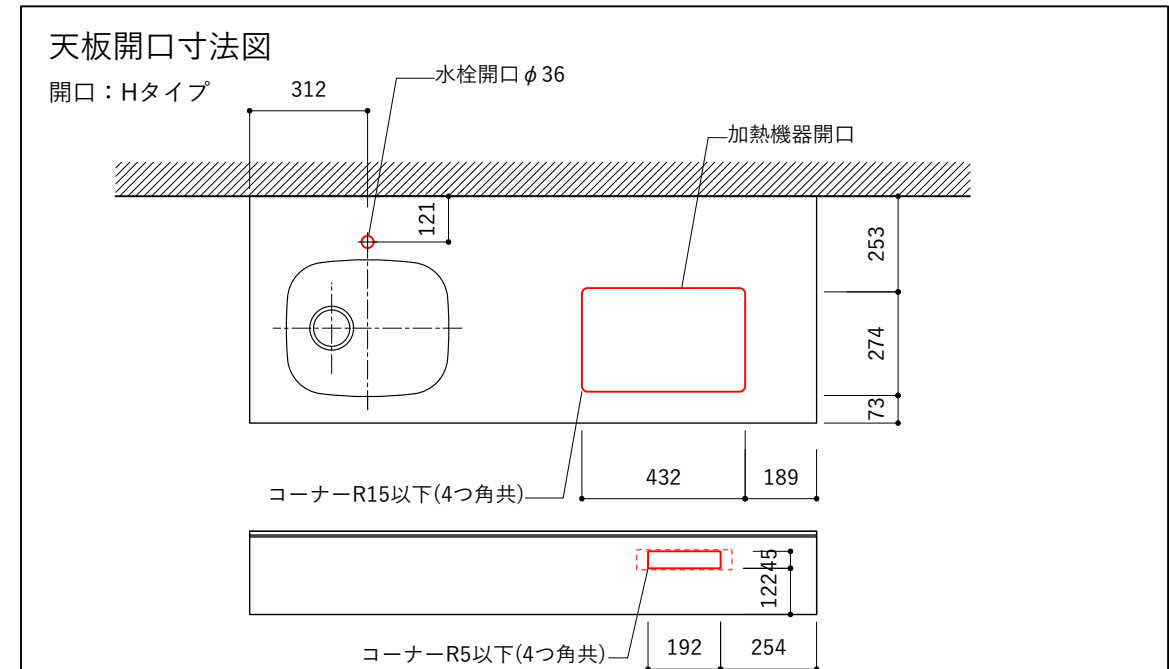 天板開口寸法図
開口：Hタイプ
312
水栓開口φ36
加熱機器開口
121
253
274
73
432
189
コーナーR15以下(4つ角共)
45
122
192
254
コーナーR5以下(4つ角共)